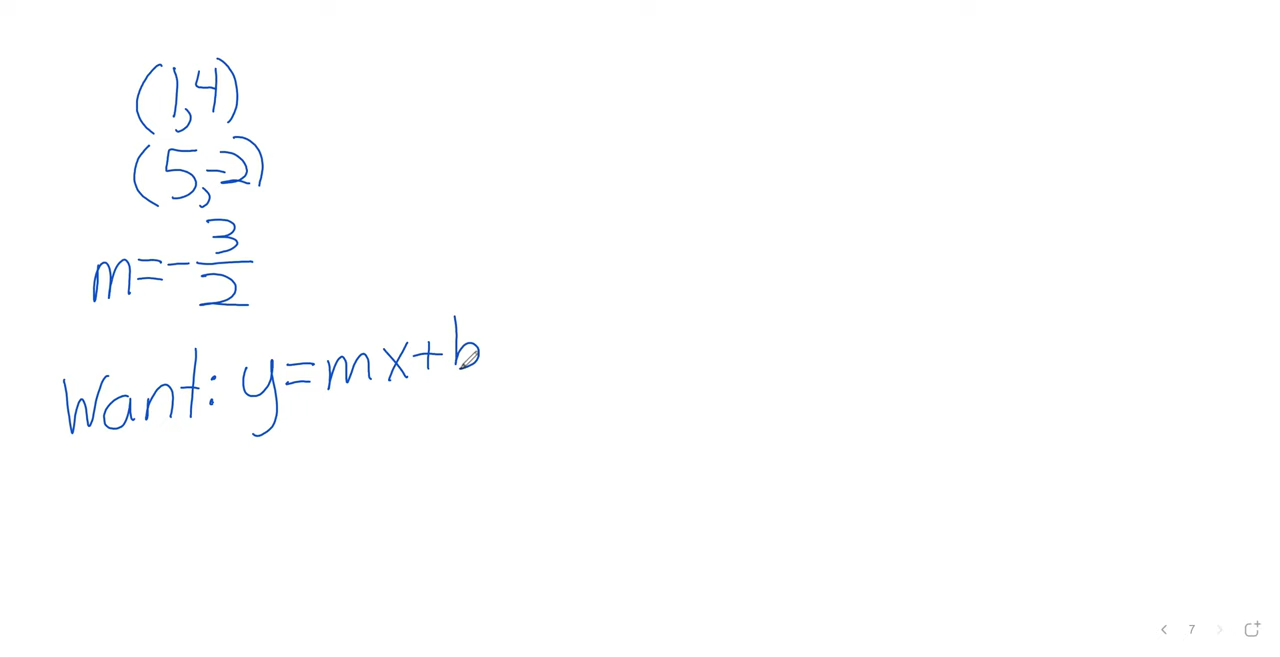 (1,4)
(5,-2)
m=-3/2
Want: y=mx+b
7